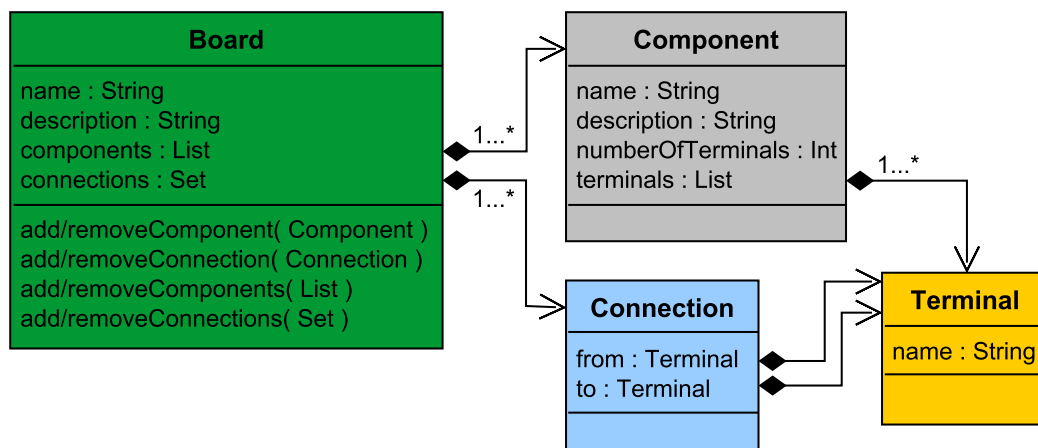 Board
name : String
description : String
components : List
connections : Set
add/removeComponent( Component )
add/removeConnection( Connection )
add/removeComponents( List )
add/removeConnections( Set )
1...*
1...*
Component
name : String
description : String
numberOfTerminals : Int
terminals : List
1...*
Connection
from : Terminal
to : Terminal
Terminal
name : String